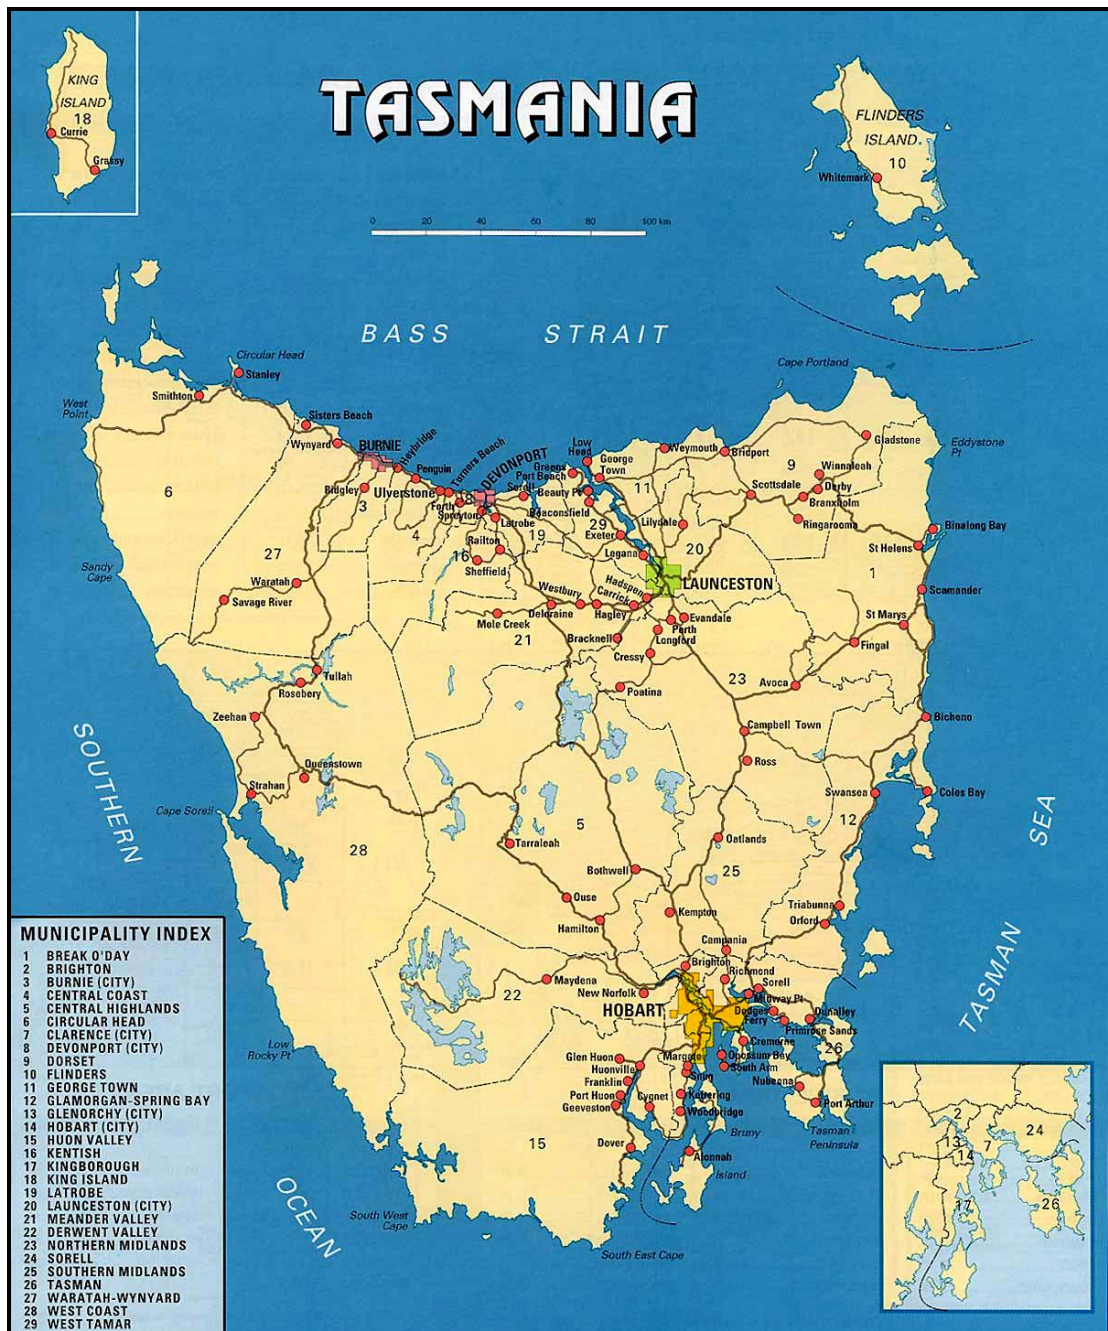 KING
ISLAND
18
Currie
Grassy
TASMANIA
0 20 40 60 80 100 km
FLINDERS
ISLAND
10
Whitemark
BASS STRAIT
Circular Head
Stanley
Cape Portland
West
Point
Smithton
Sisters Beach
Wynyard
BURNIE
Heybridge
Penguin
Turners Beach
DEVONPORT
Low
Head
George
Town
Weymouth
Bridport
Gladstone
Eddystone
Pt
6
Ridgley
3
Ulverstone
Forth
8
Spreyton
Sorell
Latrobe
Greens
Port Beach
Beauty Pt
Beaconsfield
11
9
Winnaleah
Scottsdale
Derby
Branxholm
Ringarooma
Binalong Bay
4
Railton
16
Sheffield
19
29
Exeter
Lilydale
20
Legana
St Helens
27
Sandy
Cape
Waratah
Savage River
LAUNCESTON
1
Scamander
Mole Creek
Deloraine
Westbury
Hagley
Carrick
Hadspen
21
Bracknell
Evandale
Perth
Longford
Cressy
St Marys
Fingal
Tullah
Rosebery
Poatina
23
Avoca
Zeehan
Campbell Town
Bicheno
SOUTHERN
Queenstown
Ross
Strahan
Cape Sorell
Swansea
Coles Bay
12
SEA
28
5
Tarraleah
Oatlands
Bothwell
25
Ouse
Kempton
Triabunna
Orford
Hamilton
Campania
TASMAN
Brighton
Richmond
Maydena
22
New Norfolk
Sorell
Midway Pt
HOBART
Dodges
Ferry
Dunalley
Primrose Sands
Cremorne
26
Low
Rocky Pt
Glen Huon
Huonville
Margate
Opossum Bay
Snug
South Arm
Franklin
Nubeena
Port Huon
Kettering
Geeveston
Cygnet
Woodbridge
Port Arthur
15
Dover
Bruny
Island
Tasman
Peninsula
Alonnah
OCEAN
South West
Cape
South East Cape
MUNICIPALITY INDEX
1 BREAK O'DAY
2 BRIGHTON
3 BURNIE (CITY)
4 CENTRAL COAST
5 CENTRAL HIGHLANDS
6 CIRCULAR HEAD
7 CLARENCE (CITY)
8 DEVONPORT (CITY)
9 DORSET
10 FLINDERS
11 GEORGE TOWN
12 GLAMORGAN-SPRING BAY
13 GLENORCHY (CITY)
14 HOBART (CITY)
15 HUON VALLEY
16 KENTISH
17 KINGBOROUGH
18 KING ISLAND
19 LATROBE
20 LAUNCESTON (CITY)
21 MEANDER VALLEY
22 DERWENT VALLEY
23 NORTHERN MIDLANDS
24 SORELL
25 SOUTHERN MIDLANDS
26 TASMAN
27 WARATAH-WYNYARD
28 WEST COAST
29 WEST TAMAR
2
24
13
7
14
17
26